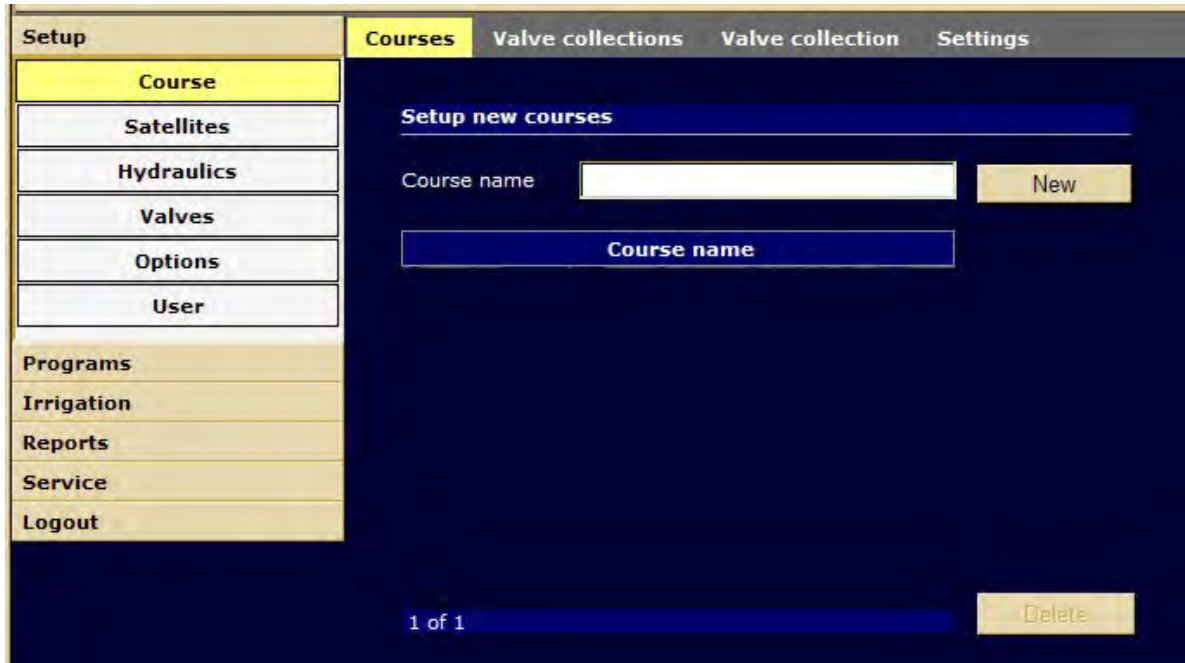 Setup
Course
Satellites
Hydraulics
Valves
Options
User
Programs
Irrigation
Reports
Service
Logout
Courses Valve collections Valve collection Settings
Setup new courses
Course name New
Course name
1 of 1 Delete